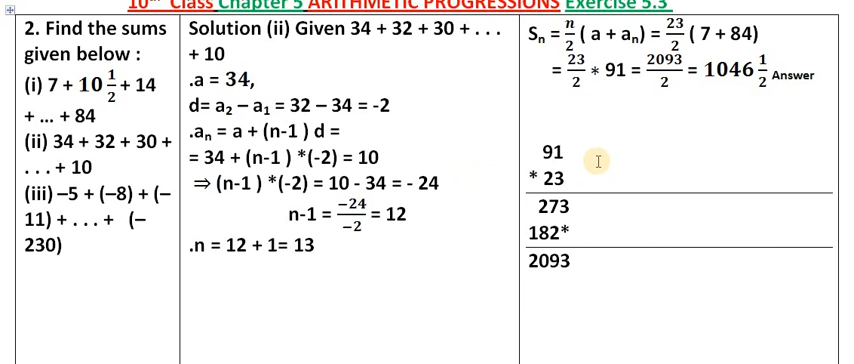 10th Class Chapter 5 ARITHMETIC PROGRESSIONS Exercise 5.3
2. Find the sums
given below :
(i) 7 + 10 1/2 + 14
+ ... + 84
(ii) 34 + 32 + 30 +
. . . + 10
(iii) –5 + (–8) + (–
11) + . . . + (–
230)
Solution (ii) Given 34 + 32 + 30 + . . .
+ 10
.a = 34,
d= a₂ – a₁ = 32 – 34 = -2
.aₙ = a + (n-1 ) d =
= 34 + (n-1 ) *(-2) = 10
⇒ (n-1 ) *(-2) = 10 - 34 = - 24
n-1 = −24/−2 = 12
.n = 12 + 1= 13
Sₙ = n/2 ( a + aₙ) = 23/2 ( 7 + 84)
= 23/2 * 91 = 2093/2 = 1046 1/2 Answer
91
* 23
273
182*
2093